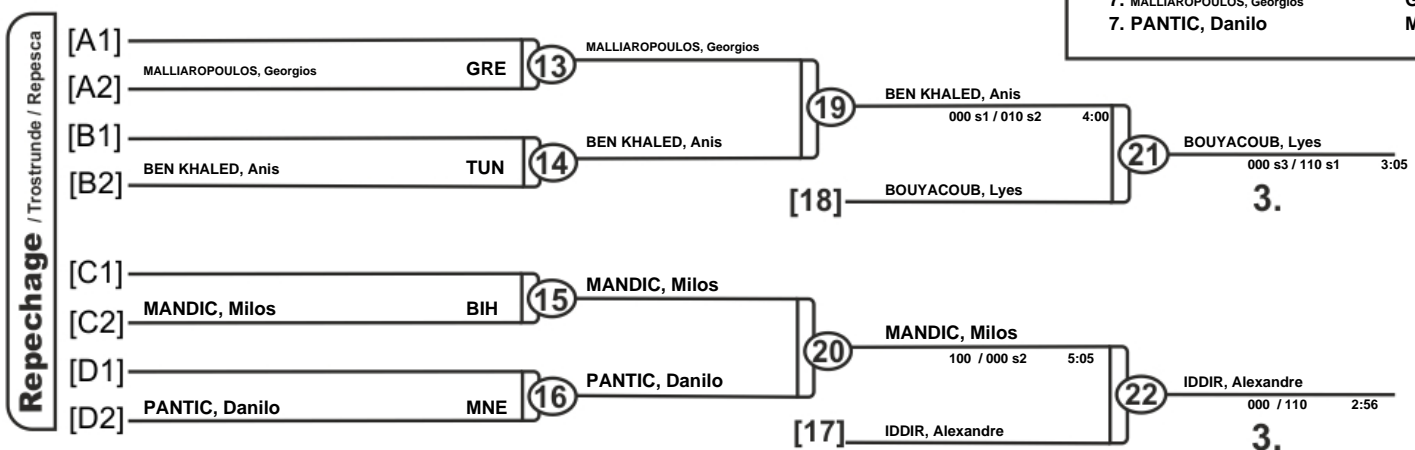 7. MALLIAROPOULOS, Georgios
7. PANTIC, Danilo M
Repechage / Trostrunde / Repesca
[A1]
MALLIAROPOULOS, Georgios GRE
[A2]
13
MALLIAROPOULOS, Georgios
[B1]
BEN KHALED, Anis TUN
[B2]
14
BEN KHALED, Anis
19
BEN KHALED, Anis
000 s1 / 010 s2 4:00
[18]
BOUYACOUB, Lyes
21
BOUYACOUB, Lyes
000 s3 / 110 s1 3:05
3.
[C1]
MANDIC, Milos BIH
[C2]
15
MANDIC, Milos
[D1]
PANTIC, Danilo MNE
[D2]
16
PANTIC, Danilo
20
MANDIC, Milos
100 / 000 s2 5:05
[17]
IDDIR, Alexandre
22
IDDIR, Alexandre
000 / 110 2:56
3.